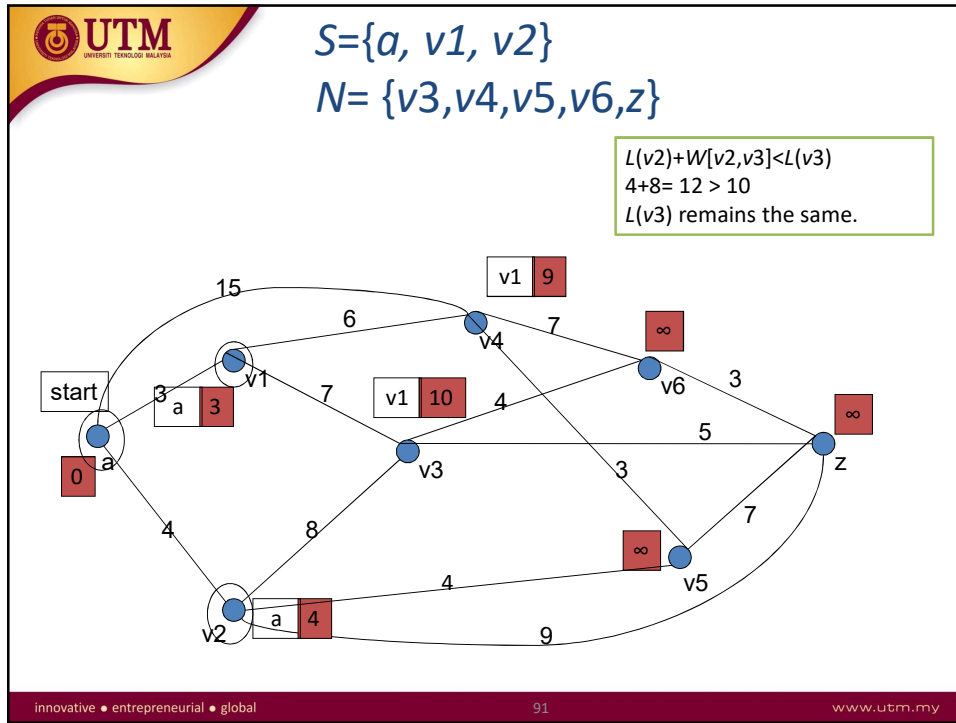 UTM
UNIVERSITI TEKNOLOGI MALAYSIA
S={a, v1, v2}
N= {v3,v4,v5,v6,z}
L(v2)+W[v2,v3]<L(v3)
4+8= 12 > 10
L(v3) remains the same.
v1 9
15
6
v4
7
∞
v6
3
start
3
v1
a 3
7
v1 10
4
∞
5
z
a
0
v3
3
4
8
7
∞
v5
4
v2
a 4
9
innovative ● entrepreneurial ● global
91
www.utm.my